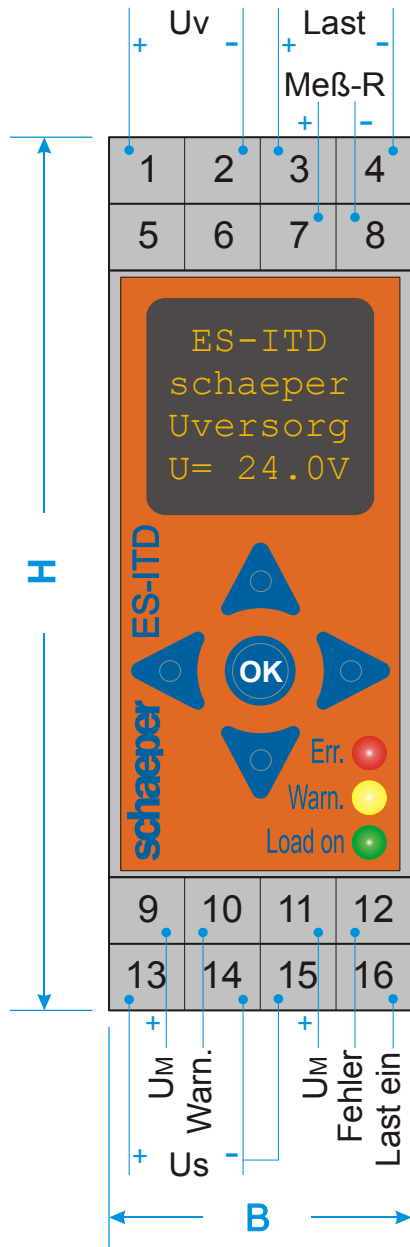 Uv Last
+ - + -
Meß-R
+ -
1 2 3 4
5 6 7 8
ES-ITD
schaeper
Uversorg
U= 24.0V
H
schaeper ES-ITD
OK
Err.
Warn.
Load on
9 10 11 12
13 14 15 16
+ +
UM Warn. UM Fehler Last ein
+ Us -
B